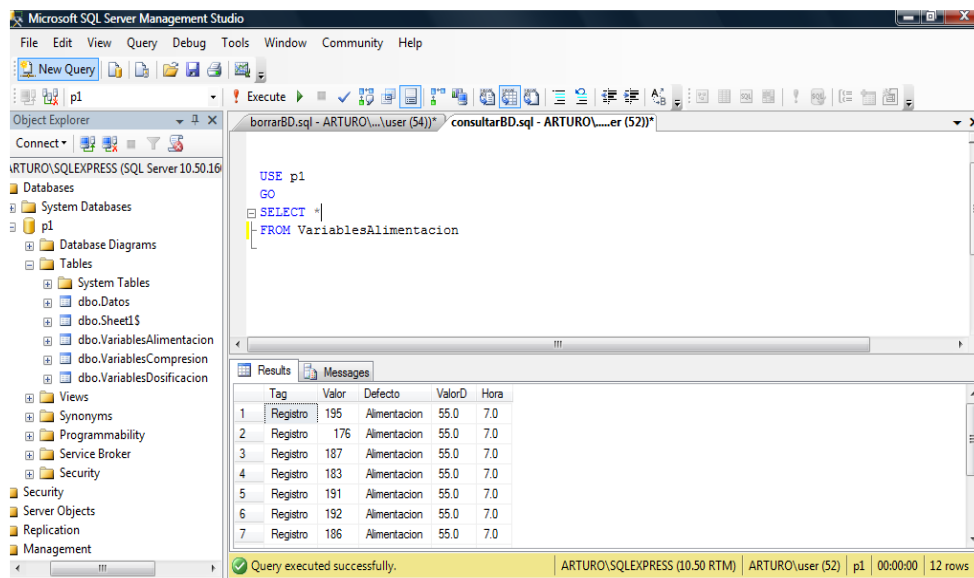 Microsoft SQL Server Management Studio
File Edit View Query Debug Tools Window Community Help
New Query
p1 Execute
Object Explorer
borrarBD.sql - ARTURO\...\user (54))* consultarBD.sql - ARTURO\.....er (52))*
Connect
ARTURO\SQLEXPRESS (SQL Server 10.50.160
Databases
System Databases
p1
Database Diagrams
Tables
System Tables
dbo.Datos
dbo.Sheet1$
dbo.VariablesAlimentacion
dbo.VariablesCompresion
dbo.VariablesDosificacion
Views
Synonyms
Programmability
Service Broker
Security
Security
Server Objects
Replication
Management
USE p1
GO
SELECT *
FROM VariablesAlimentacion
Results Messages
Tag Valor Defecto ValorD Hora
1 Registro 195 Alimentacion 55.0 7.0
2 Registro 176 Alimentacion 55.0 7.0
3 Registro 187 Alimentacion 55.0 7.0
4 Registro 183 Alimentacion 55.0 7.0
5 Registro 191 Alimentacion 55.0 7.0
6 Registro 192 Alimentacion 55.0 7.0
7 Registro 186 Alimentacion 55.0 7.0
Query executed successfully. ARTURO\SQLEXPRESS (10.50 RTM) ARTURO\user (52) p1 00:00:00 12 rows